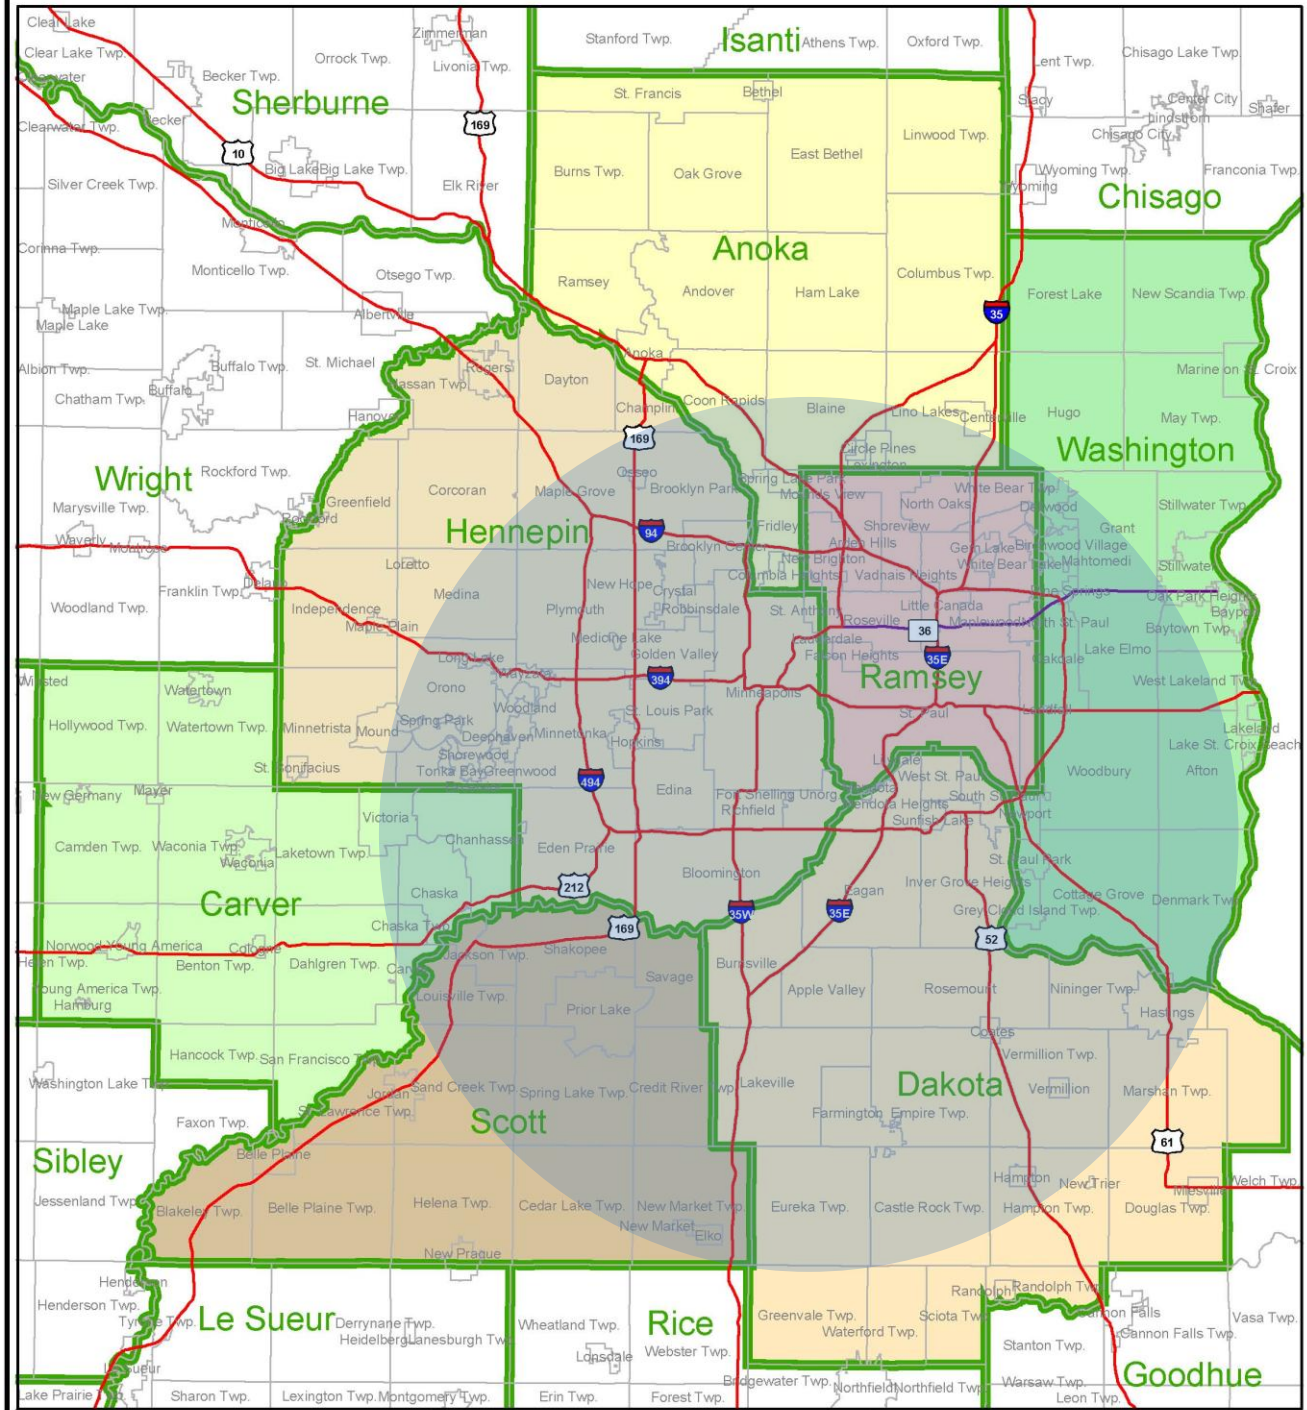 Clear Lake
Zimmerman
Stanford Twp.
Isanti
Athens Twp.
Oxford Twp.
Clear Lake Twp.
Orrock Twp.
Livonia Twp.
Lent Twp.
Chisago Lake Twp.
Clearwater
Becker Twp.
St. Francis
Bethel
Stacy
Center City
Shafer
Sherburne
Lindstrom
Clearwater Twp.
Becker
169
Linwood Twp.
Chisago City
10
East Bethel
Big Lake
Big Lake Twp.
Burns Twp.
Oak Grove
Wyoming Twp.
Franconia Twp.
Silver Creek Twp.
Elk River
Wyoming
Chisago
Monticello
Corinna Twp.
Anoka
Monticello Twp.
Otsego Twp.
Ramsey
Andover
Ham Lake
Columbus Twp.
Forest Lake
New Scandia Twp.
Maple Lake Twp.
Albertville
35
Maple Lake
Anoka
Albion Twp.
Buffalo Twp.
St. Michael
Rogers
Hassan Twp.
Dayton
Marine on St. Croix
Chatham Twp.
Buffalo
Hanover
Champlin
Coon Rapids
Blaine
Lino Lakes
Centerville
Hugo
May Twp.
169
Circle Pines
Lexington
Washington
Wright
Rockford Twp.
Osseo
Spring Lake Park
Corcoran
Maple Grove
Brooklyn Park
Mounds View
White Bear Twp.
North Oaks
Dellwood
Marysville Twp.
Greenfield
Rockford
Stillwater Twp.
Hennepin
94
Fridley
Shoreview
Grant
Waverly
Montrose
Brooklyn Center
Arden Hills
Gem Lake
Birchwood Village
New Brighton
White Bear Lake
Mahtomedi
Stillwater
Franklin Twp.
Delano
Loretto
New Hope
Crystal
Columbia Heights
Vadnais Heights
Pine Springs
Oak Park Heights
Woodland Twp.
Independence
Medina
Plymouth
Robbinsdale
St. Anthony
Little Canada
Bayport
Maple Plain
Medicine Lake
Roseville
36
Maplewood
North St. Paul
Baytown Twp.
Lauderdale
Long Lake
Golden Valley
Falcon Heights
35E
Oakdale
Lake Elmo
Winsted
Watertown
Orono
Wayzata
394
Minneapolis
Ramsey
West Lakeland Twp.
Hollywood Twp.
Watertown Twp.
Minnetrista
Mound
Spring Park
Woodland
St. Louis Park
St. Paul
Landfall
Deephaven
Minnetonka
Hopkins
Lakeland
St. Bonifacius
Shorewood
Tonka Bay
Greenwood
Lilydale
Lake St. Croix Beach
Woodbury
Afton
494
West St. Paul
New Germany
Mayer
Edina
Fort Snelling Unorg.
Mendota
South St. Paul
Victoria
Richfield
Mendota Heights
Newport
Sunfish Lake
Camden Twp.
Waconia Twp.
Waconia
Laketown Twp.
Chanhassen
Eden Prairie
St. Paul Park
Bloomington
Inver Grove Heights
Chaska
212
Eagan
Cottage Grove
Denmark Twp.
Carver
35W
35E
Grey Cloud Island Twp.
Chaska Twp.
169
52
Norwood Young America
Cologne
Shakopee
Helen Twp.
Benton Twp.
Dahlgren Twp.
Carver
Jackson Twp.
Burnsville
Savage
Young America Twp.
Louisville Twp.
Apple Valley
Rosemount
Nininger Twp.
Hamburg
Prior Lake
Hastings
Coates
Hancock Twp.
San Francisco Twp.
Vermillion Twp.
Washington Lake Twp.
Sand Creek Twp.
Spring Lake Twp.
Credit River Twp.
Lakeville
Dakota
Vermillion
Marshan Twp.
Jordan
Faxon Twp.
St. Lawrence Twp.
Scott
Farmington
Empire Twp.
Sibley
Belle Plaine
61
Jessenland Twp.
Hampton
New Trier
Miesville
Welch Twp.
Blakeley Twp.
Belle Plaine Twp.
Helena Twp.
Cedar Lake Twp.
New Market Twp.
Eureka Twp.
Castle Rock Twp.
Hampton Twp.
Douglas Twp.
New Market
Elko
New Prague
Henderson
Randolph
Randolph Twp.
Henderson Twp.
Le Sueur
Rice
Greenvale Twp.
Sciota Twp.
Cannon Falls
Vasa Twp.
Tyrone Twp.
Derrynane Twp.
Wheatland Twp.
Waterford Twp.
Cannon Falls Twp.
Heidelberg
Lanesburgh Twp.
Webster Twp.
Stanton Twp.
Lonsdale
Le Sueur
Goodhue
Bridgewater Twp.
Northfield
Northfield Twp.
Warsaw Twp.
Lake Prairie Twp.
Sharon Twp.
Lexington Twp.
Montgomery Twp.
Erin Twp.
Forest Twp.
Leon Twp.